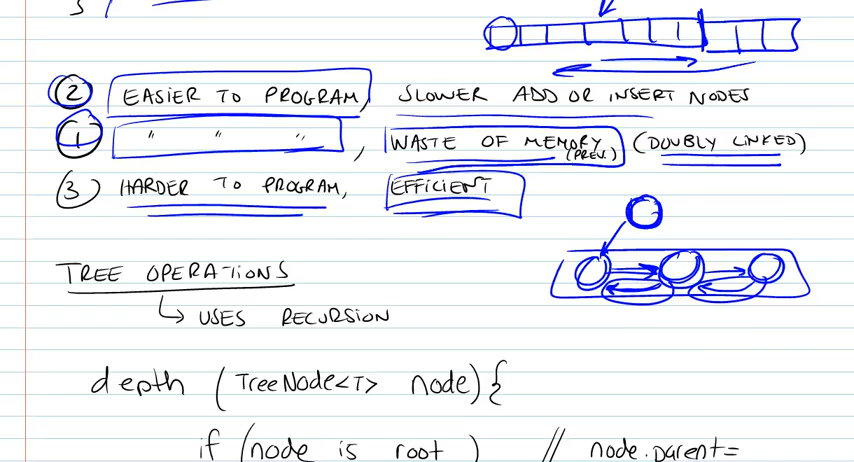 ② EASIER TO PROGRAM, SLOWER ADD OR INSERT NODES
① " " ", WASTE OF MEMORY (PREV.) (DOUBLY LINKED)
③ HARDER TO PROGRAM, EFFICIENT
TREE OPERATIONS
↳ USES RECURSION
depth (TreeNode<T> node){
if (node is root ) // node.parent=